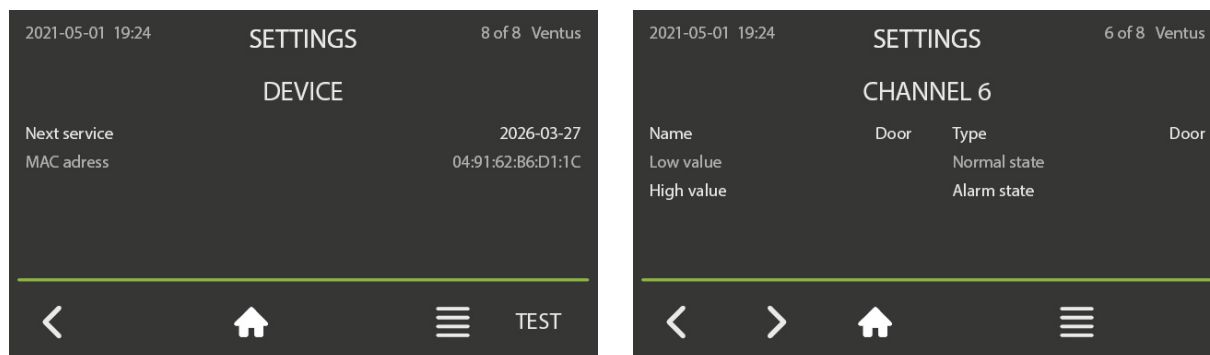 2021-05-01 19:24 SETTINGS 8 of 8 Ventus
DEVICE
Next service 2026-03-27
MAC adress 04:91:62:B6:D1:1C
TEST
2021-05-01 19:24 SETTINGS 6 of 8 Ventus
CHANNEL 6
Name Door Type Door
Low value Normal state
High value Alarm state